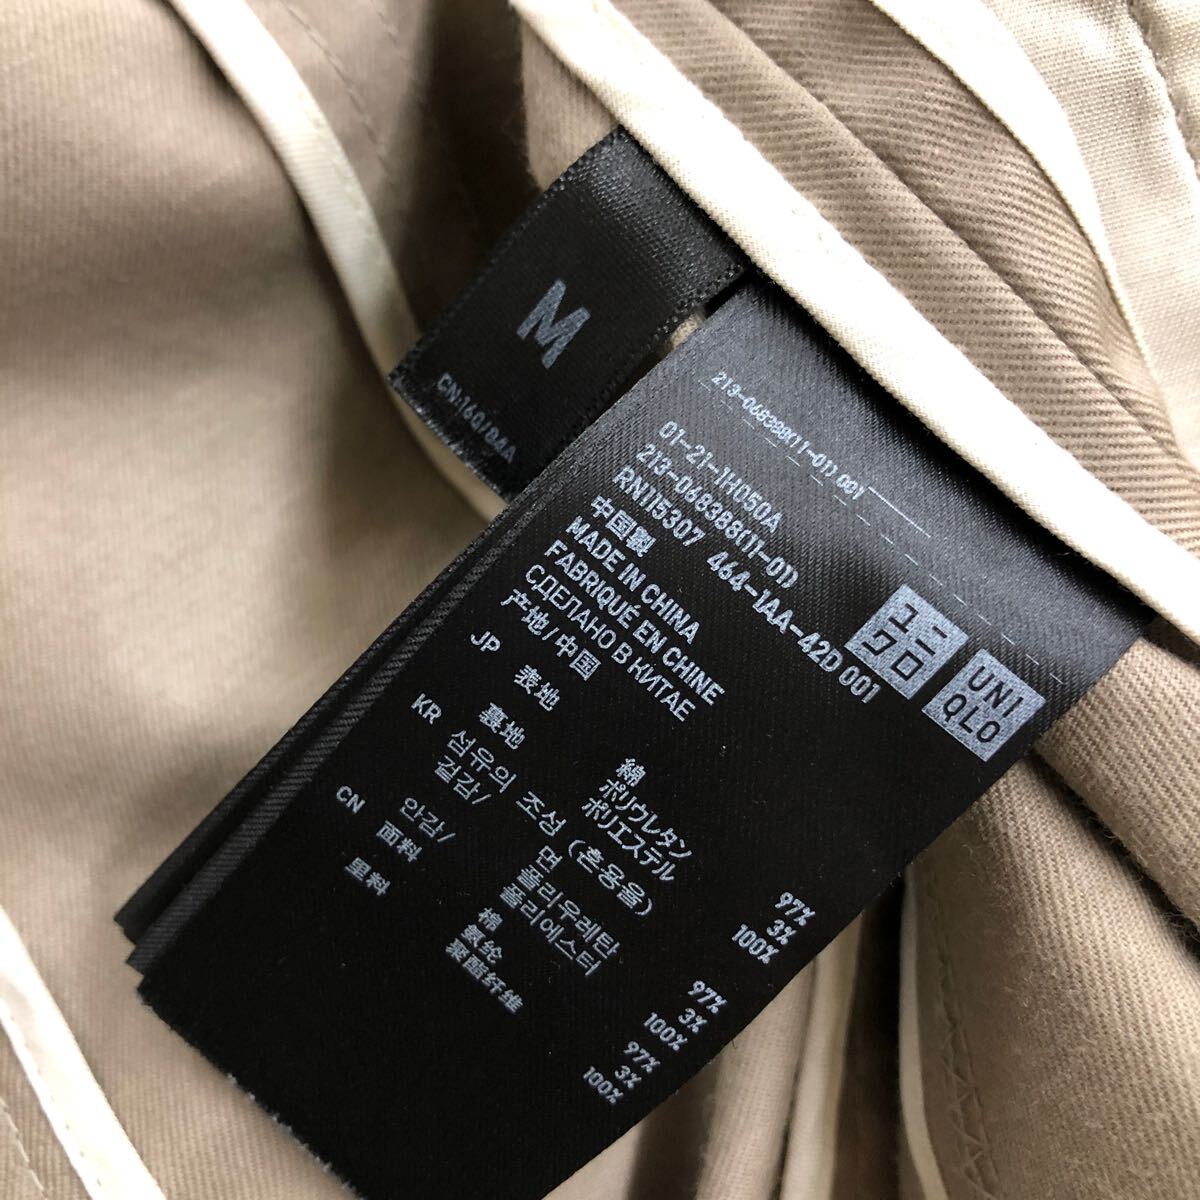 M
CN:160/84A
213-068388(11-01) 001
01-21-1H050A
213-068388(11-01)
RN115307 464-1AA-42D 001
中国製
MADE IN CHINA
FABRIQUÉ EN CHINE
СДЕЛАНО В КИТАЕ
产地/中国
ユニ
クロ
UNI
QLO
JP 表地 綿 97%
ポリウレタン 3%
裏地 ポリエステル 100%
KR 섬유의 조성 (혼용율)
겉감/ 면 97%
폴리우레탄 3%
안감/ 폴리에스터 100%
CN 面料 棉 97%
氨纶 3%
里料 聚酯纤维 100%